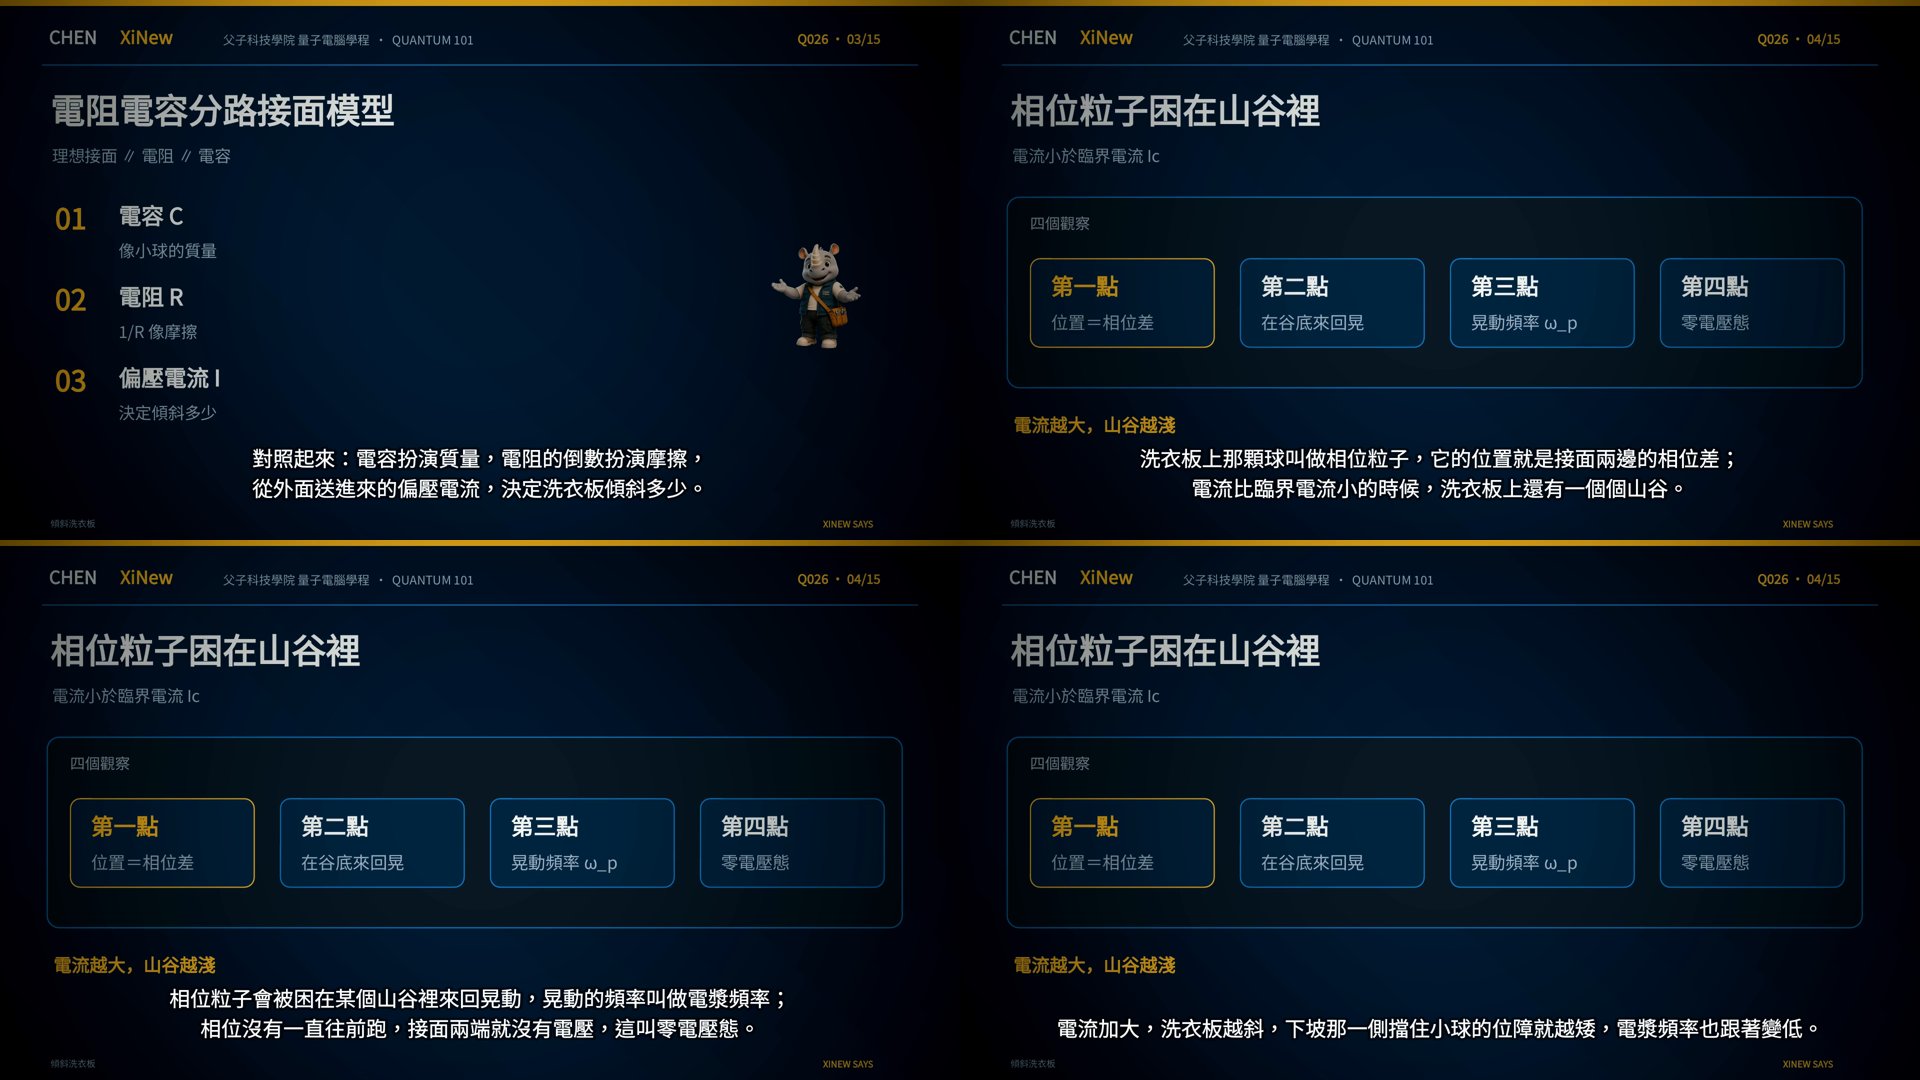 CHEN XiNew 父子科技學院 量子電腦學程 • QUANTUM 101 Q026 • 03/15
電阻電容分路接面模型
理想接面 // 電阻 // 電容
01 電容 C
像小球的質量
02 電阻 R
1/R 像摩擦
03 偏壓電流 I
決定傾斜多少
對照起來：電容扮演質量，電阻的倒數扮演摩擦，
從外面送進來的偏壓電流，決定洗衣板傾斜多少。
傾斜洗衣板 XINEW SAYS
CHEN XiNew 父子科技學院 量子電腦學程 • QUANTUM 101 Q026 • 04/15
相位粒子困在山谷裡
電流小於臨界電流 Ic
四個觀察
第一點 第二點 第三點 第四點
位置＝相位差 在谷底來回晃 晃動頻率 ω_p 零電壓態
電流越大，山谷越淺
洗衣板上那顆球叫做相位粒子，它的位置就是接面兩邊的相位差；
電流比臨界電流小的時候，洗衣板上還有一個個山谷。
傾斜洗衣板 XINEW SAYS
CHEN XiNew 父子科技學院 量子電腦學程 • QUANTUM 101 Q026 • 04/15
相位粒子困在山谷裡
電流小於臨界電流 Ic
四個觀察
第一點 第二點 第三點 第四點
位置＝相位差 在谷底來回晃 晃動頻率 ω_p 零電壓態
電流越大，山谷越淺
相位粒子會被困在某個山谷裡來回晃動，晃動的頻率叫做電漿頻率；
相位沒有一直往前跑，接面兩端就沒有電壓，這叫零電壓態。
傾斜洗衣板 XINEW SAYS
CHEN XiNew 父子科技學院 量子電腦學程 • QUANTUM 101 Q026 • 04/15
相位粒子困在山谷裡
電流小於臨界電流 Ic
四個觀察
第一點 第二點 第三點 第四點
位置＝相位差 在谷底來回晃 晃動頻率 ω_p 零電壓態
電流越大，山谷越淺
電流加大，洗衣板越斜，下坡那一側擋住小球的位障就越矮，電漿頻率也跟著變低。
傾斜洗衣板 XINEW SAYS